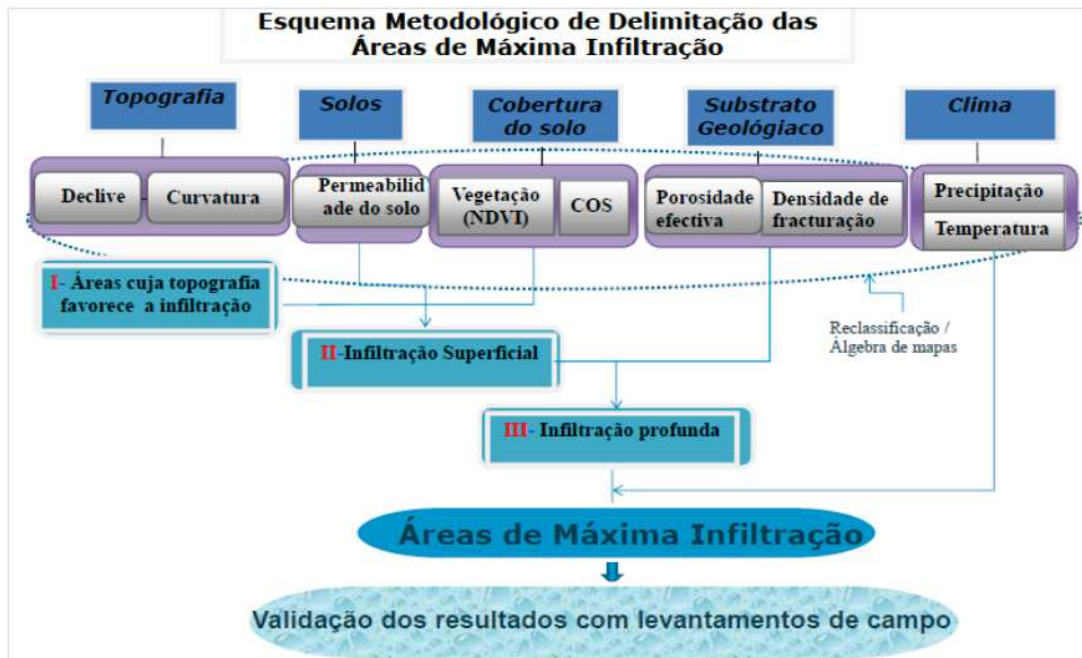 Esquema Metodológico de Delimitação das
Áreas de Máxima Infiltração
Topografia
Solos
Cobertura
do solo
Substrato
Geológiaco
Clima
Declive
Curvatura
Permeabilid
ade do solo
Vegetação
(NDVI)
COS
Porosidade
efectiva
Densidade de
fracturação
Precipitação
Temperatura
I- Áreas cuja topografia
favorece a infiltração
Reclassificação /
Álgebra de mapas
II-Infiltração Superficial
III- Infiltração profunda
Áreas de Máxima Infiltração
Validação dos resultados com levantamentos de campo